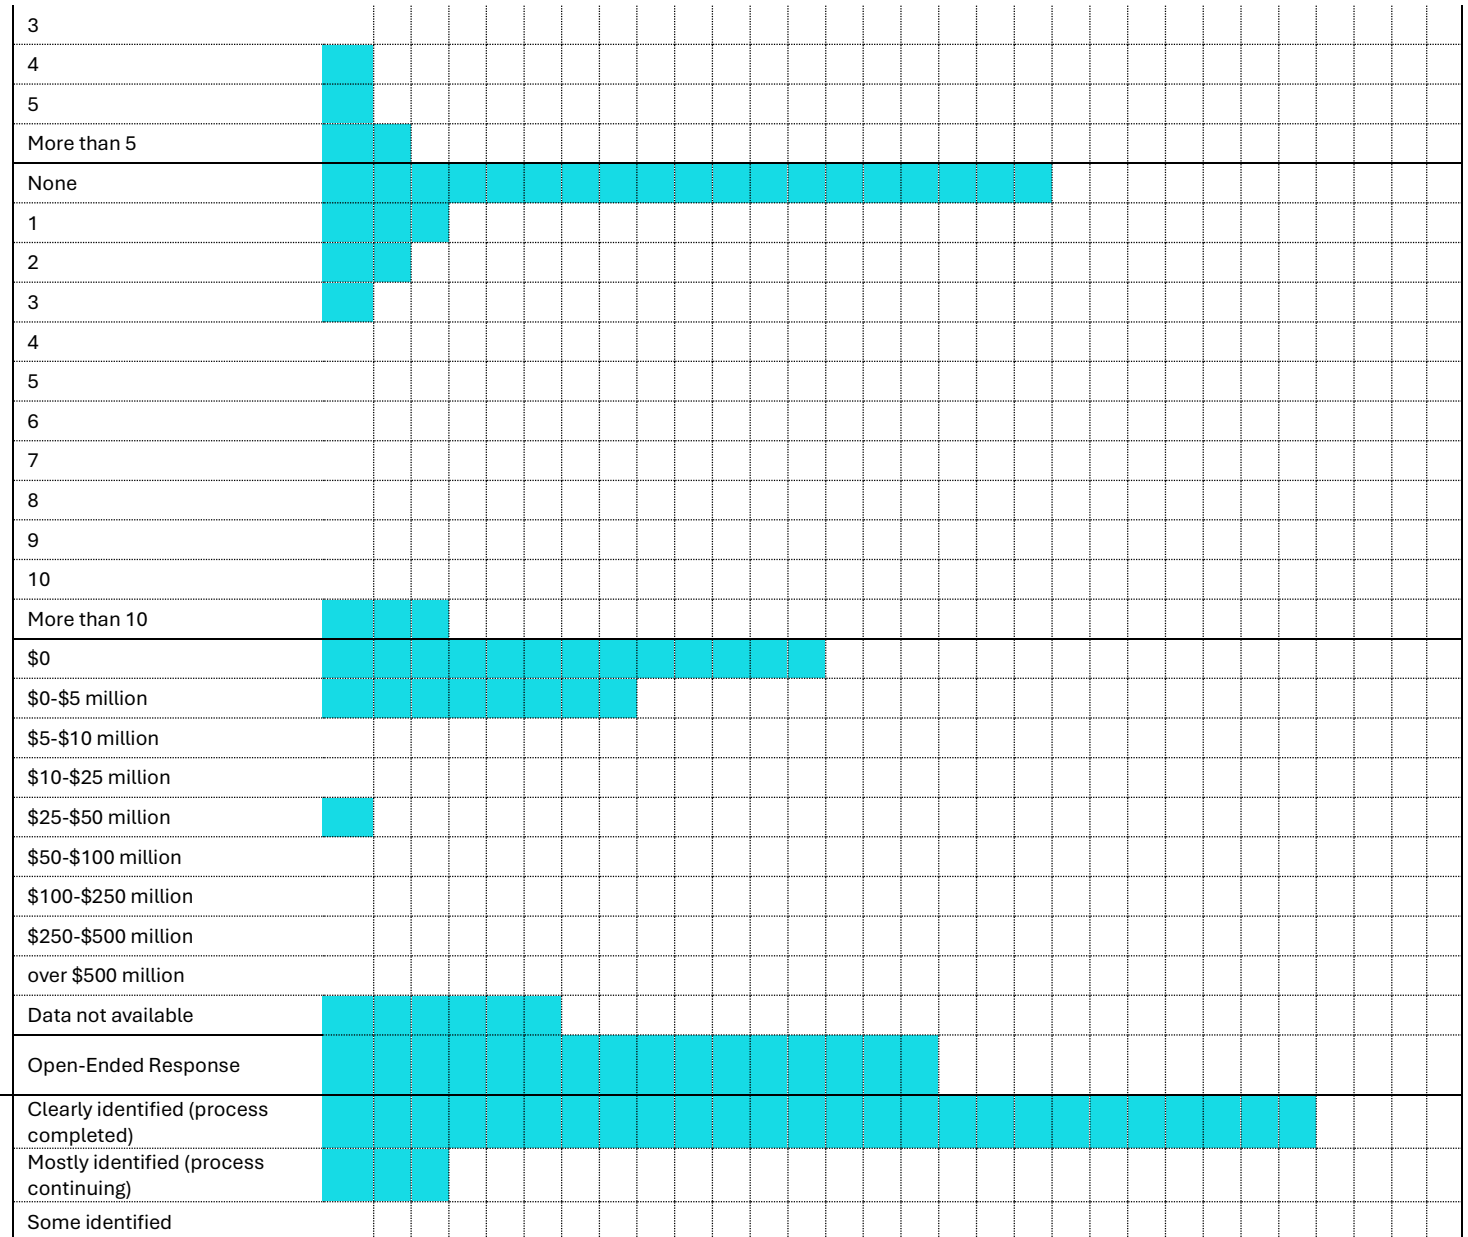 3
4
5
More than 5
None
1
2
3
4
5
6
7
8
9
10
More than 10
$0
$0-$5 million
$5-$10 million
$10-$25 million
$25-$50 million
$50-$100 million
$100-$250 million
$250-$500 million
over $500 million
Data not available
Open-Ended Response
Clearly identified (process
completed)
Mostly identified (process
continuing)
Some identified